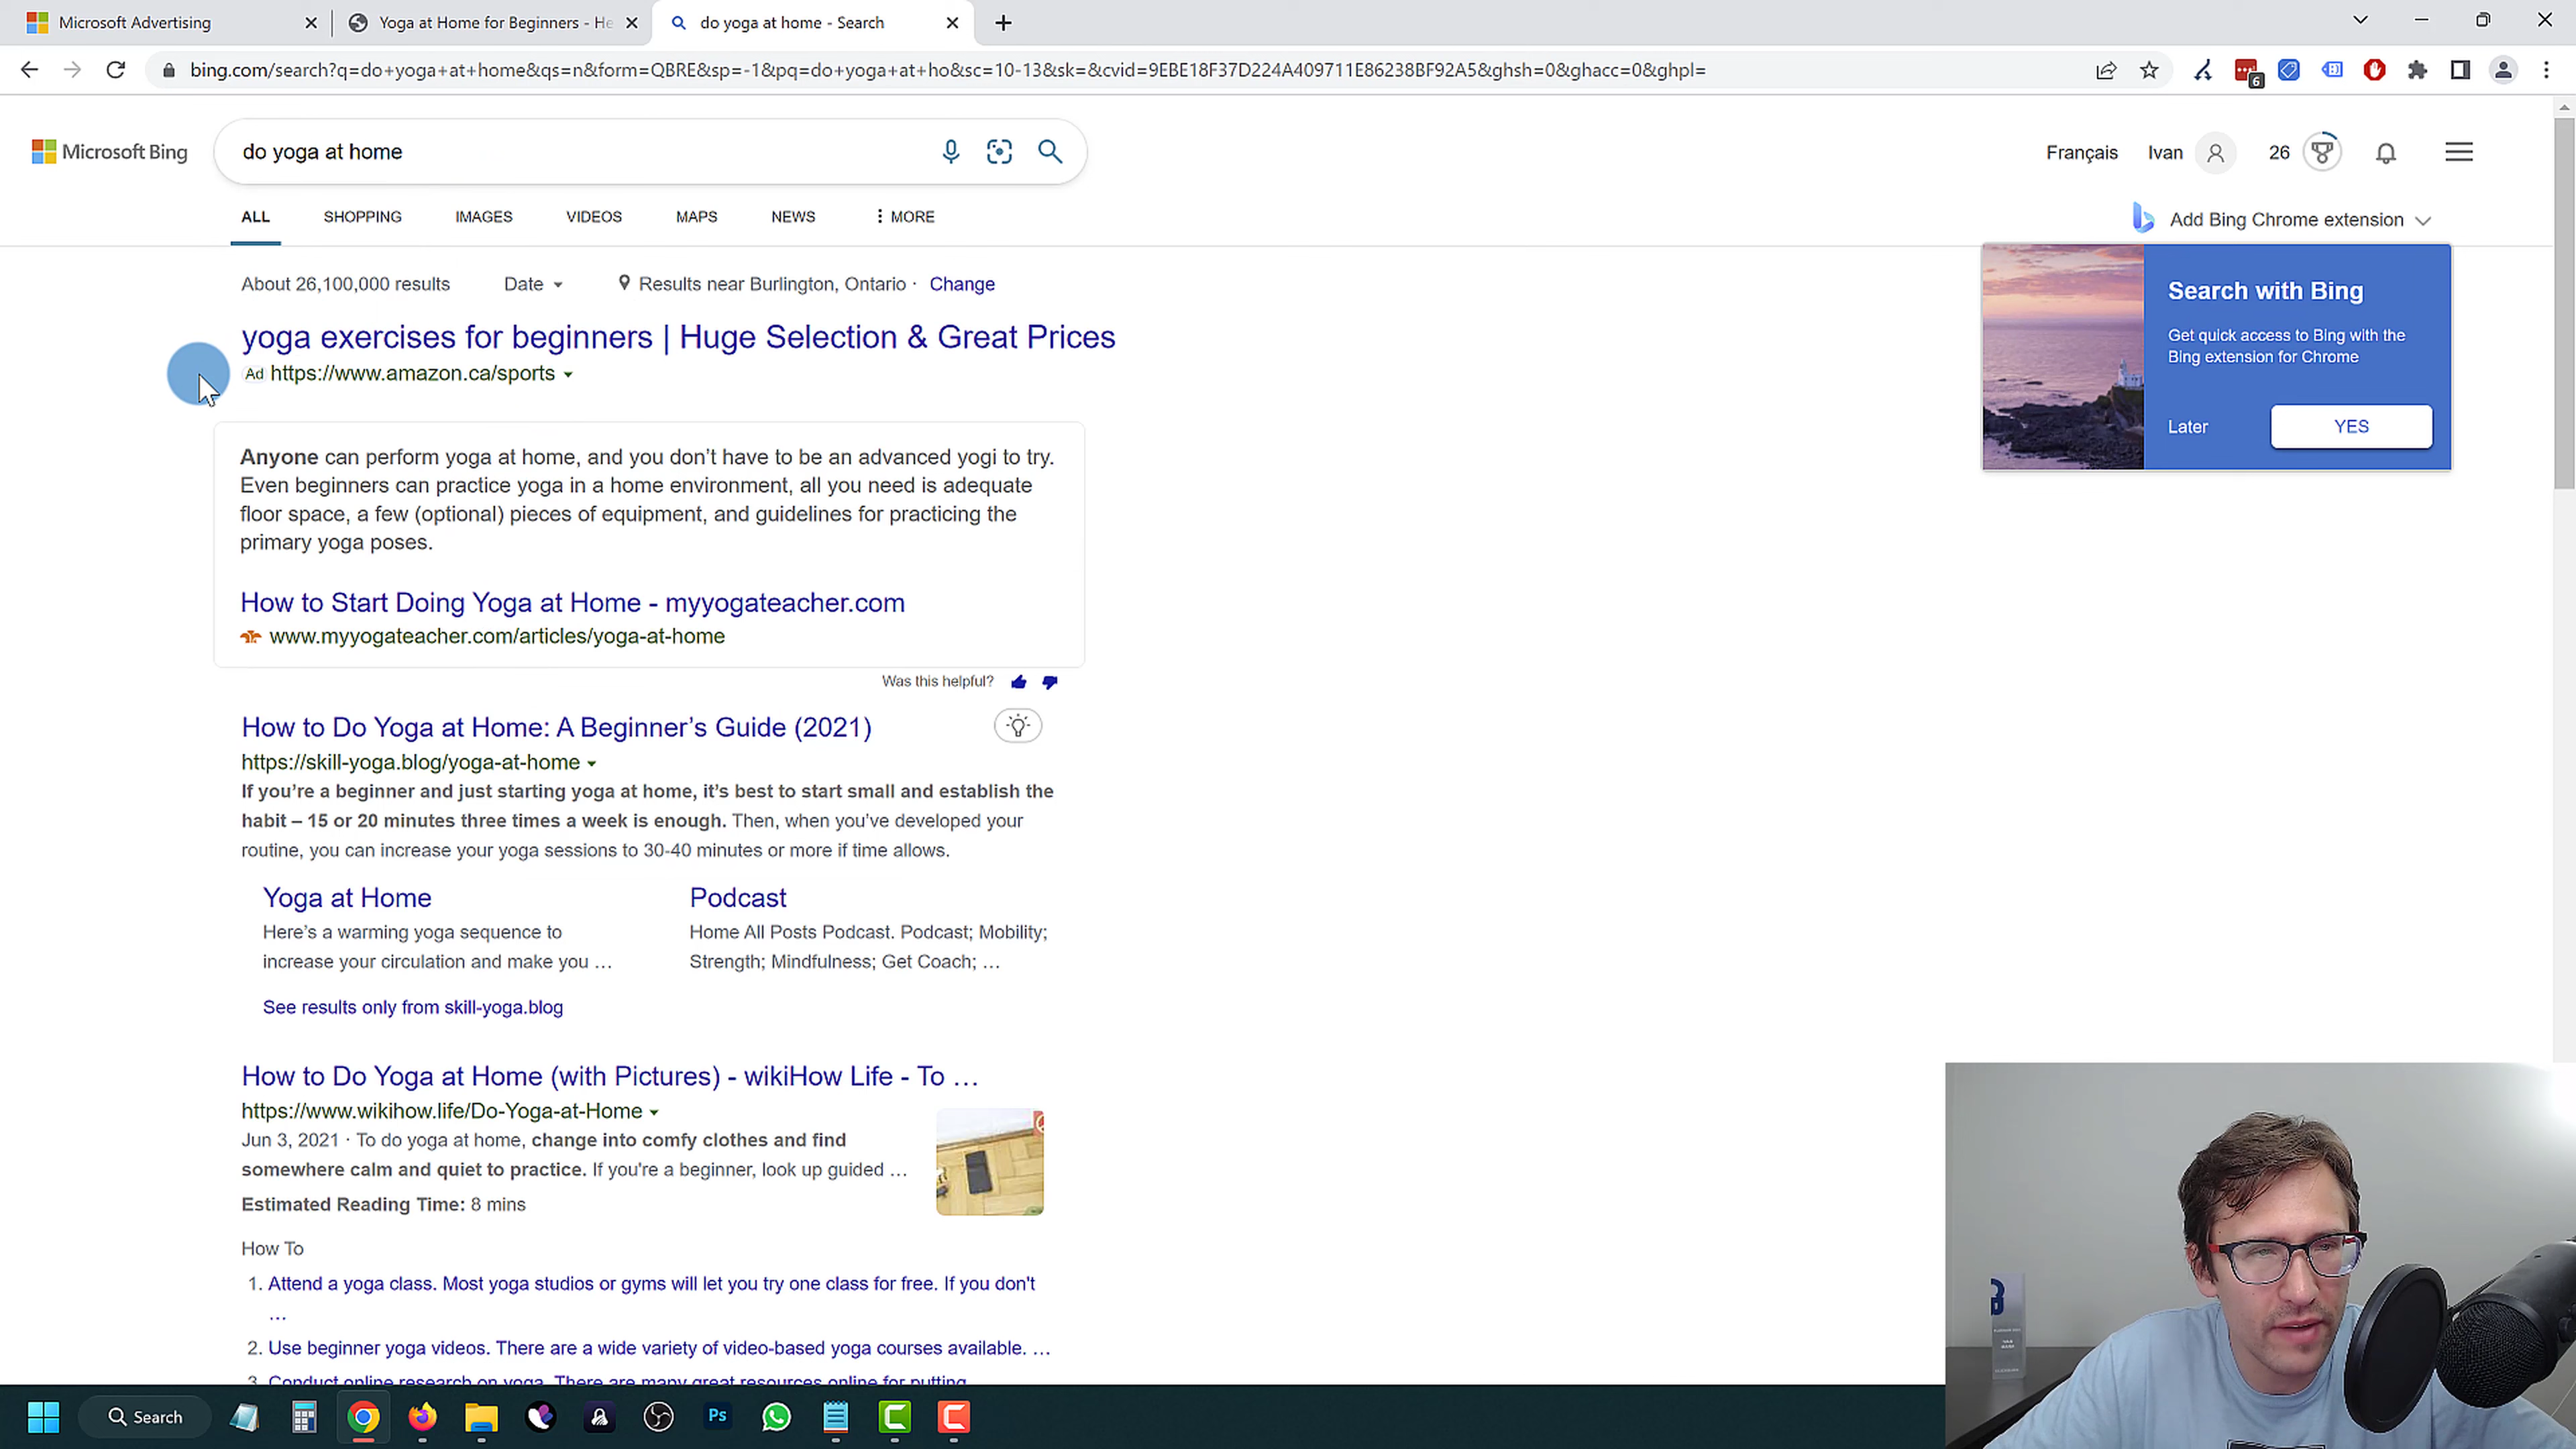 Microsoft Advertising
Yoga at Home for Beginners - He
do yoga at home - Search
bing.com/search?q=do+yoga+at+home&qs=n&form=QBRE&sp=-1&pq=do+yoga+at+ho&sc=10-13&sk=&cvid=9EBE18F37D224A409711E86238BF92A5&ghsh=0&ghacc=0&ghpl=
6
Microsoft Bing
do yoga at home
Français Ivan 26
ALL SHOPPING IMAGES VIDEOS MAPS NEWS MORE
Add Bing Chrome extension
About 26,100,000 results Date Results near Burlington, Ontario · Change
Search with Bing
Get quick access to Bing with the
Bing extension for Chrome
Later YES
yoga exercises for beginners | Huge Selection & Great Prices
Ad https://www.amazon.ca/sports
Anyone can perform yoga at home, and you don't have to be an advanced yogi to try.
Even beginners can practice yoga in a home environment, all you need is adequate
floor space, a few (optional) pieces of equipment, and guidelines for practicing the
primary yoga poses.
How to Start Doing Yoga at Home - myyogateacher.com
www.myyogateacher.com/articles/yoga-at-home
Was this helpful?
How to Do Yoga at Home: A Beginner's Guide (2021)
https://skill-yoga.blog/yoga-at-home
If you're a beginner and just starting yoga at home, it's best to start small and establish the
habit – 15 or 20 minutes three times a week is enough. Then, when you've developed your
routine, you can increase your yoga sessions to 30-40 minutes or more if time allows.
Yoga at Home
Here's a warming yoga sequence to
increase your circulation and make you ...
Podcast
Home All Posts Podcast. Podcast; Mobility;
Strength; Mindfulness; Get Coach; ...
See results only from skill-yoga.blog
How to Do Yoga at Home (with Pictures) - wikiHow Life - To ...
https://www.wikihow.life/Do-Yoga-at-Home
Jun 3, 2021 · To do yoga at home, change into comfy clothes and find
somewhere calm and quiet to practice. If you're a beginner, look up guided ...
Estimated Reading Time: 8 mins
How To
1. Attend a yoga class. Most yoga studios or gyms will let you try one class for free. If you don't
...
2. Use beginner yoga videos. There are a wide variety of video-based yoga courses available. ...
3. Conduct online research on yoga. There are many great resources online for putting
Search
Ps